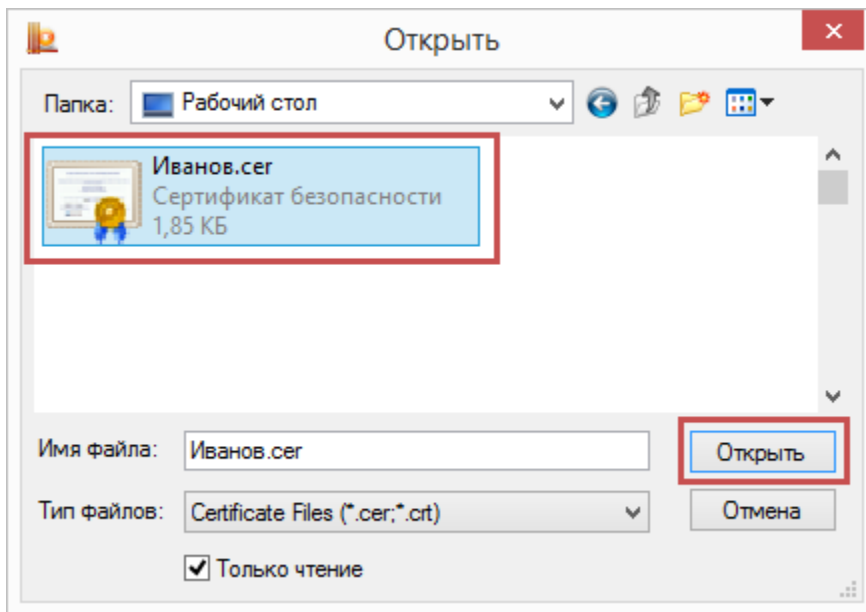 Открыть
Папка: Рабочий стол
Иванов.cer
Сертификат безопасности
1,85 КБ
Имя файла: Иванов.cer Открыть
Тип файлов: Certificate Files (*.cer;*.crt) Отмена
Только чтение